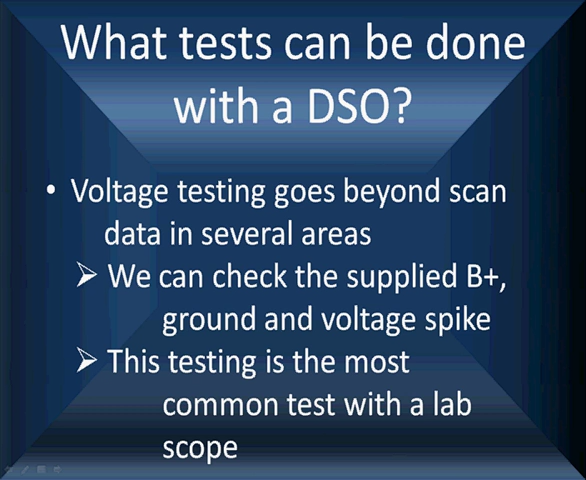 What tests can be done
with a DSO?
• Voltage testing goes beyond scan
data in several areas
➢ We can check the supplied B+,
ground and voltage spike
➢ This testing is the most
common test with a lab
scope